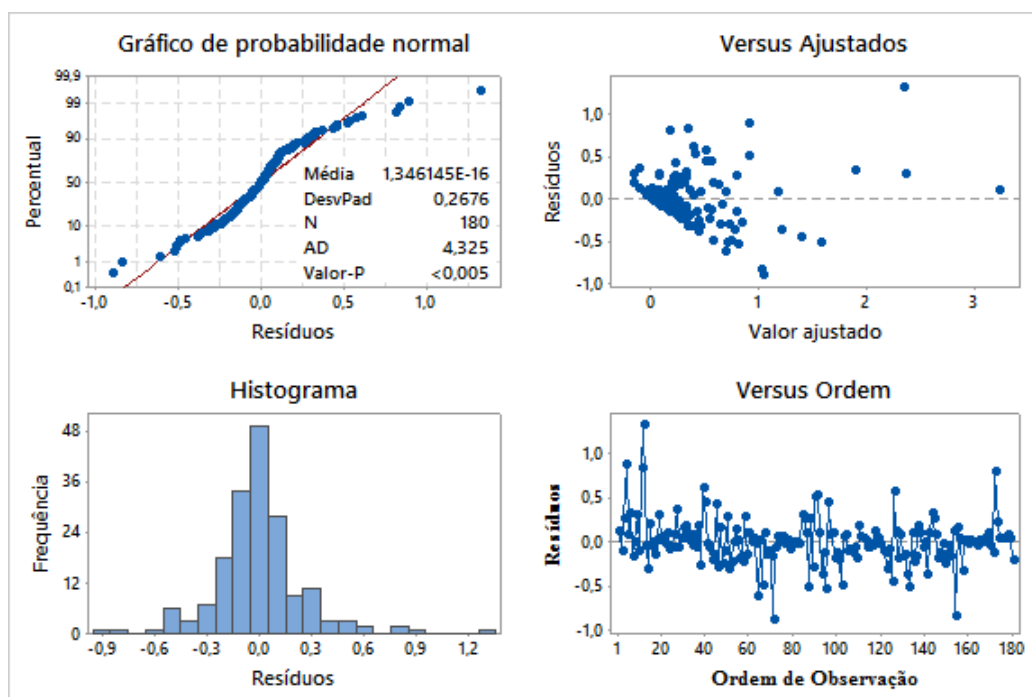 Gráfico de probabilidade normal
99,9
99
90
50
10
1
0,1
Percentual
Média 1,346145E-16
DesvPad 0,2676
N 180
AD 4,325
Valor-P <0,005
-1,0 -0,5 0,0 0,5 1,0
Resíduos
Versus Ajustados
1,0
0,5
0,0
-0,5
-1,0
Resíduos
0 1 2 3
Valor ajustado
Histograma
48
36
24
12
0
Frequência
-0,9 -0,6 -0,3 0,0 0,3 0,6 0,9 1,2
Resíduos
Versus Ordem
1,0
0,5
0,0
-0,5
-1,0
Resíduos
1 20 40 60 80 100 120 140 160 180
Ordem de Observação